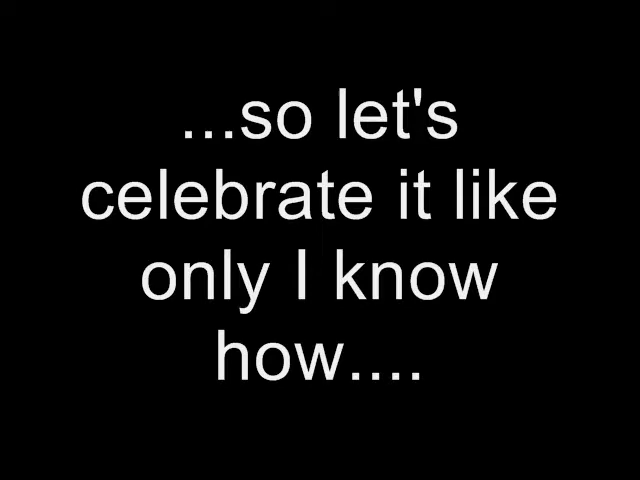 ...so let's
celebrate it like
only I know
how....